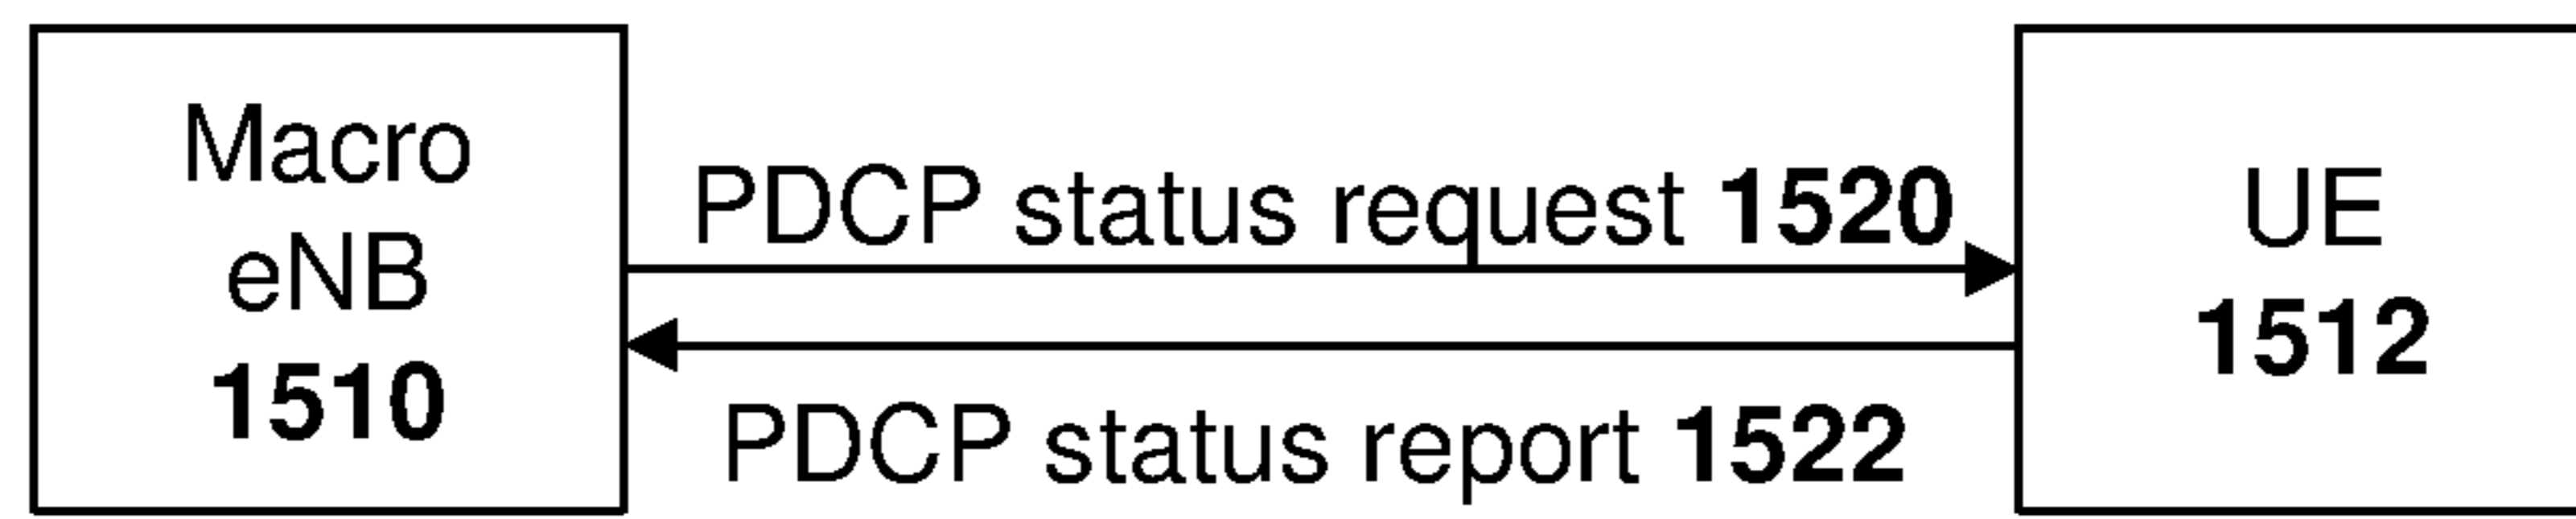 Macro
eNB
1510
PDCP status request 1520
PDCP status report 1522
UE
1512